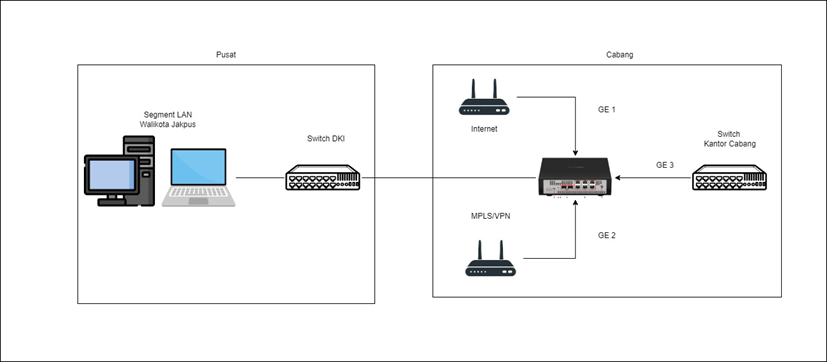 Pusat
Cabang
Segment LAN
Walikota Jakpus
Switch DKI
Internet
GE 1
Switch
Kantor Cabang
GE 3
MPLS/VPN
GE 2